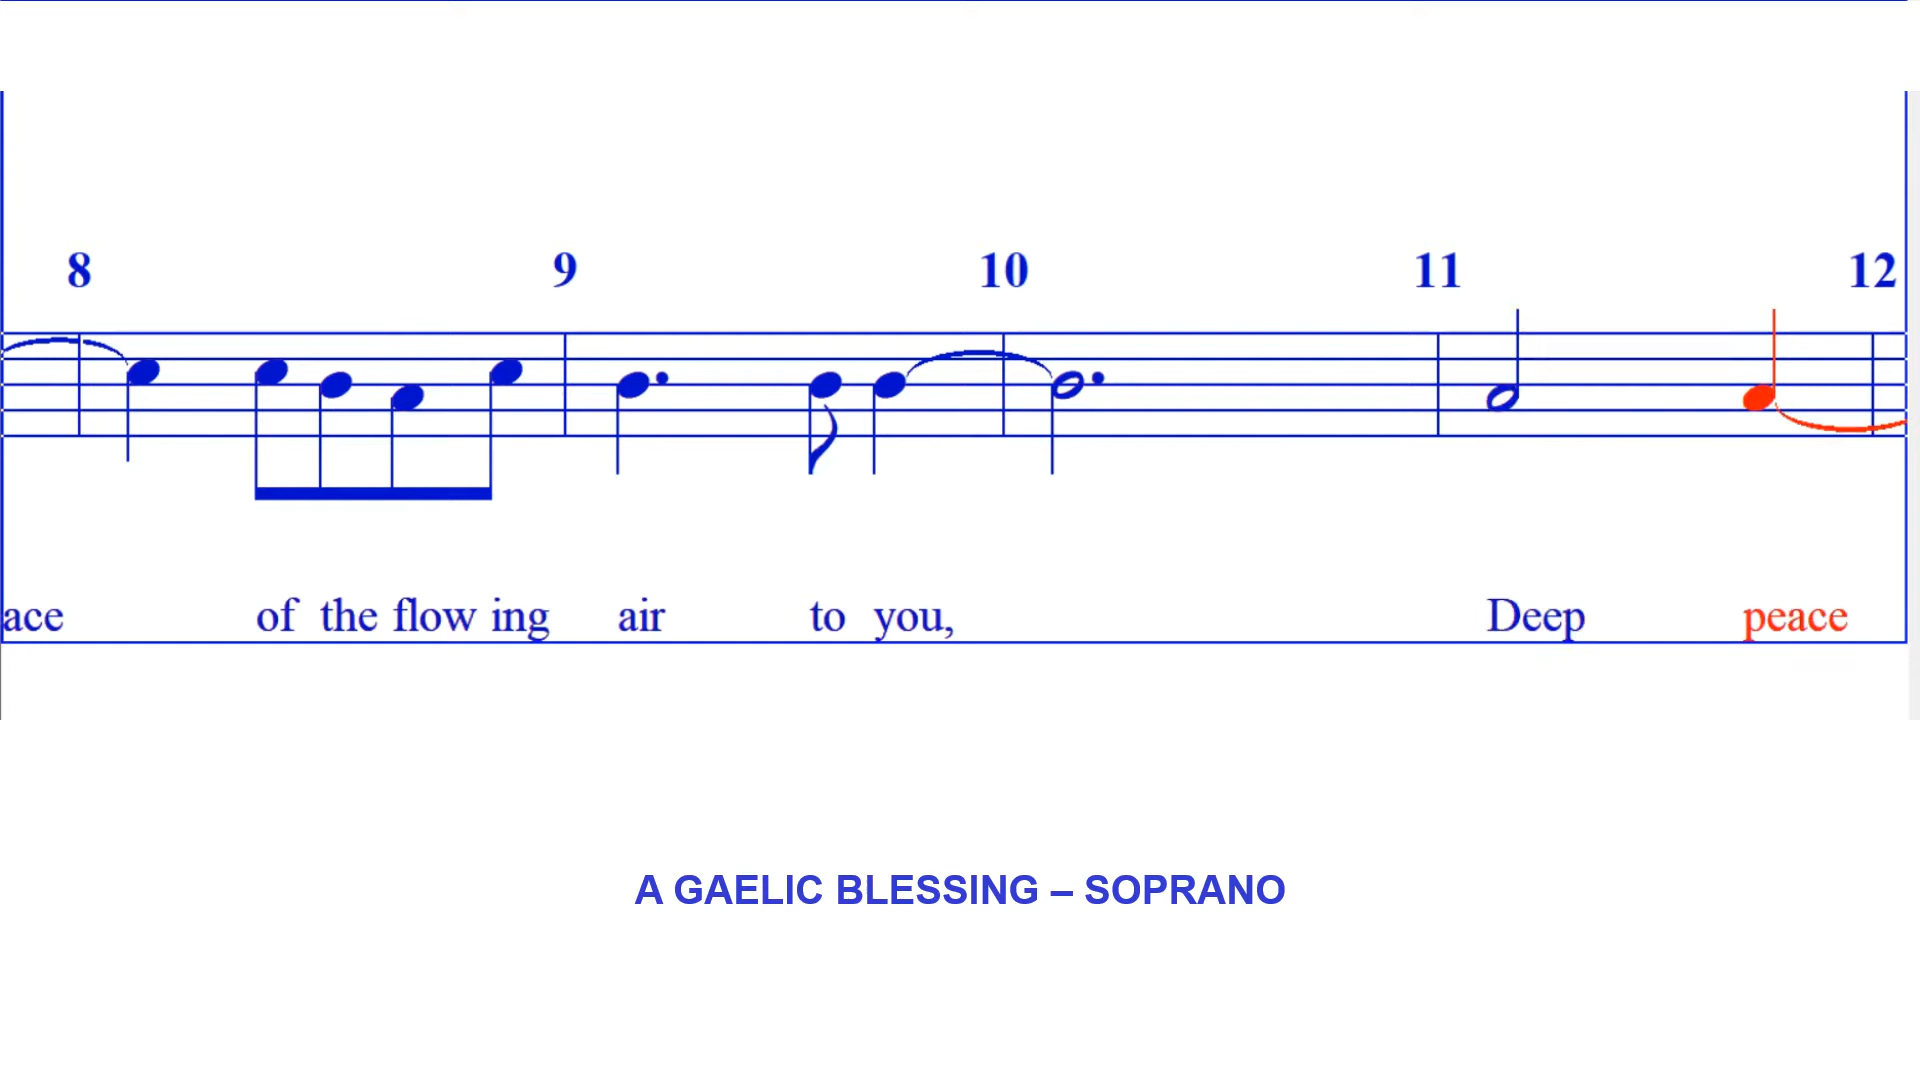 8 9 10 11 12
ace of the flow ing air to you, Deep peace
A GAELIC BLESSING – SOPRANO